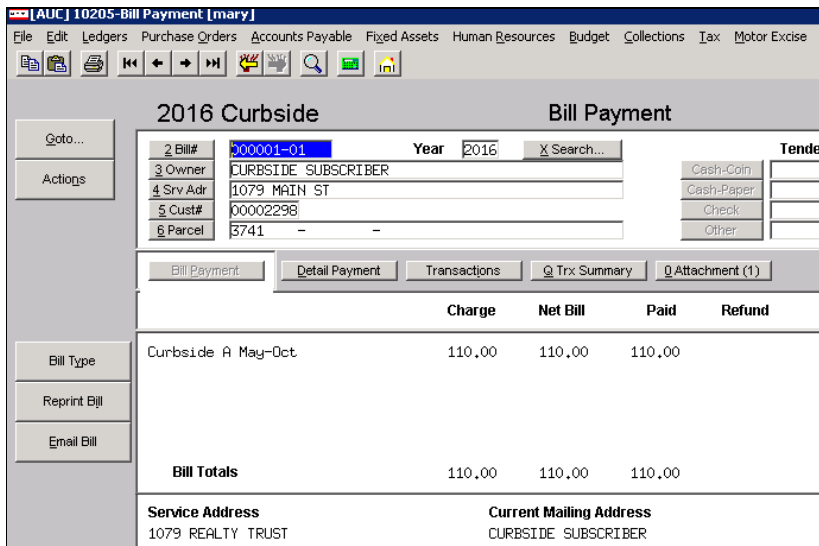 [AUC] 10205-Bill Payment [mary]
File Edit Ledgers Purchase Orders Accounts Payable Fixed Assets Human Resources Budget Collections Tax Motor Excise
2016 Curbside Bill Payment
Goto...
Actions
2 Bill# 000001-01 Year 2016 X Search... Tende
3 Owner CURBSIDE SUBSCRIBER Cash-Coin
4 Srv Adr 1079 MAIN ST Cash-Paper
5 Cust# 00002298 Check
6 Parcel 3741 - - Other
Bill Payment Detail Payment Transactions Q Trx Summary 0 Attachment (1)
Charge Net Bill Paid Refund
Bill Type
Reprint Bill
Email Bill
Curbside A May-Oct 110.00 110.00 110.00
Bill Totals 110.00 110.00 110.00
Service Address Current Mailing Address
1079 REALTY TRUST CURBSIDE SUBSCRIBER